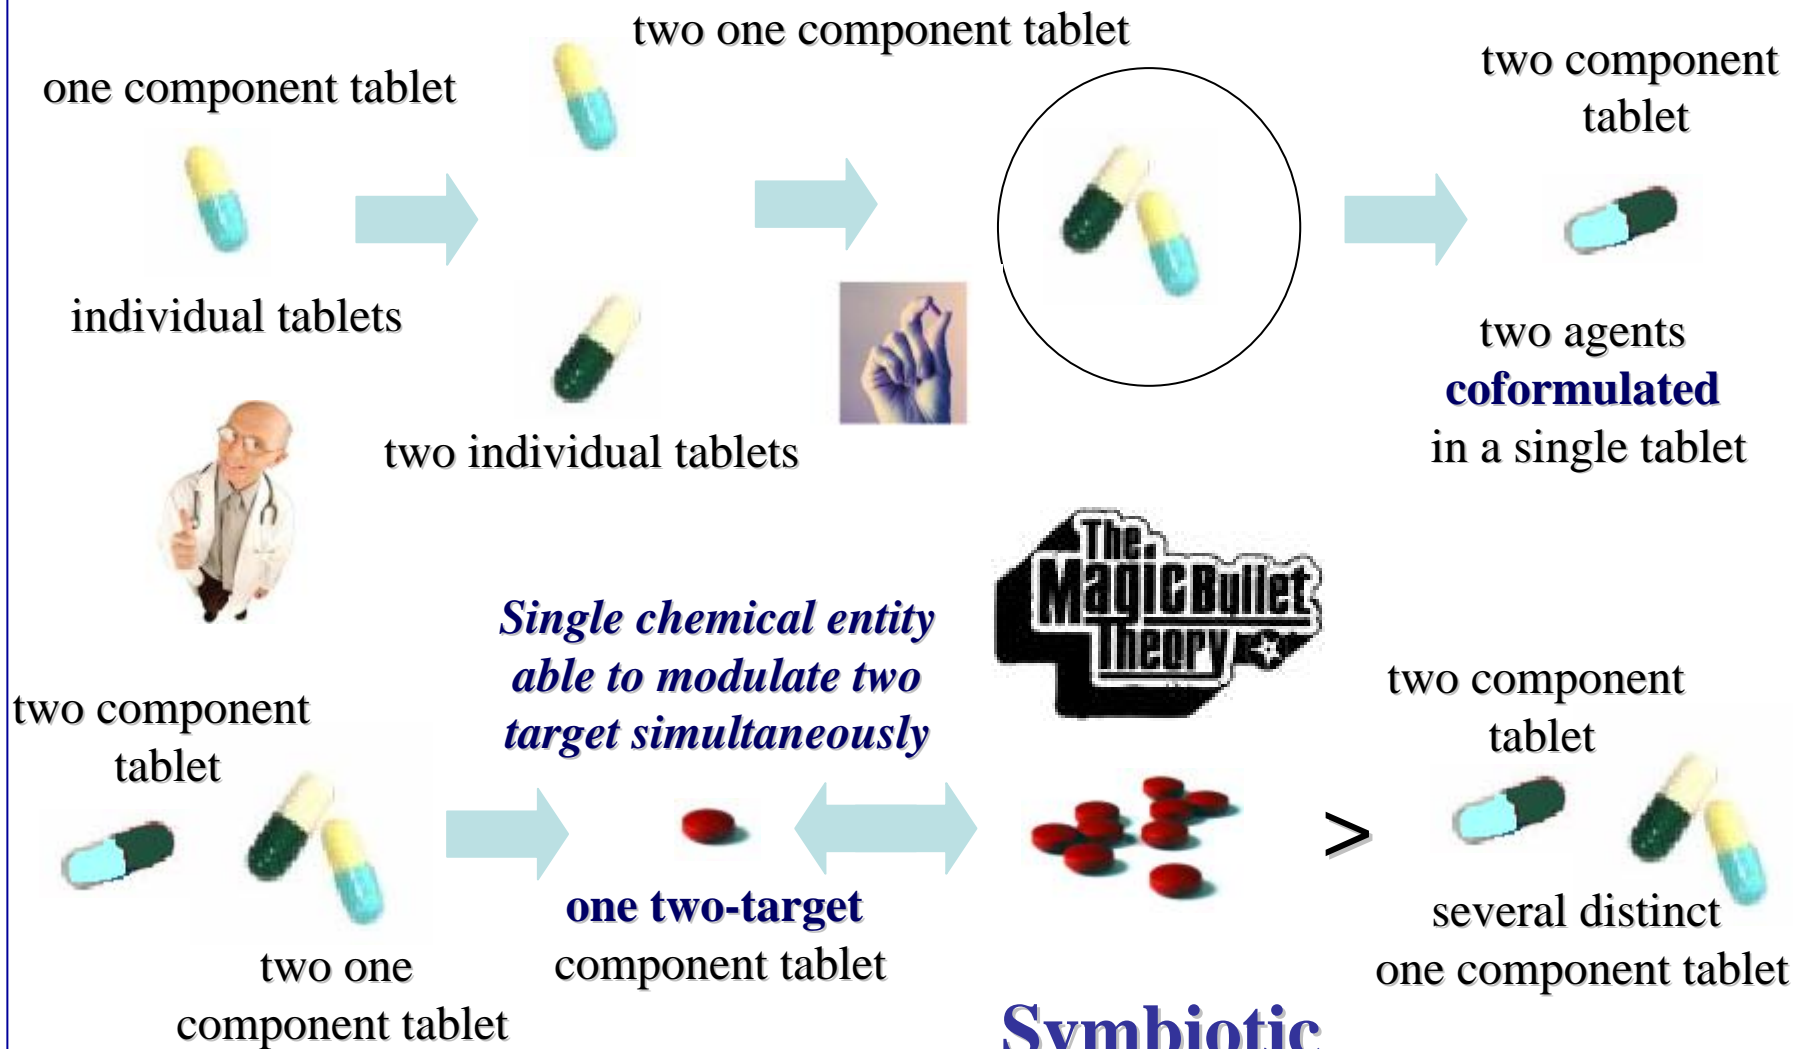 two one component tablet
one component tablet
two component
tablet
individual tablets
two individual tablets
two agents
coformulated
in a single tablet
The
Magic Bullet
Theory
Single chemical entity
able to modulate two
target simultaneously
two component
tablet
two component
tablet
>
one two-target
component tablet
several distinct
one component tablet
two one
component tablet
Symbiotic